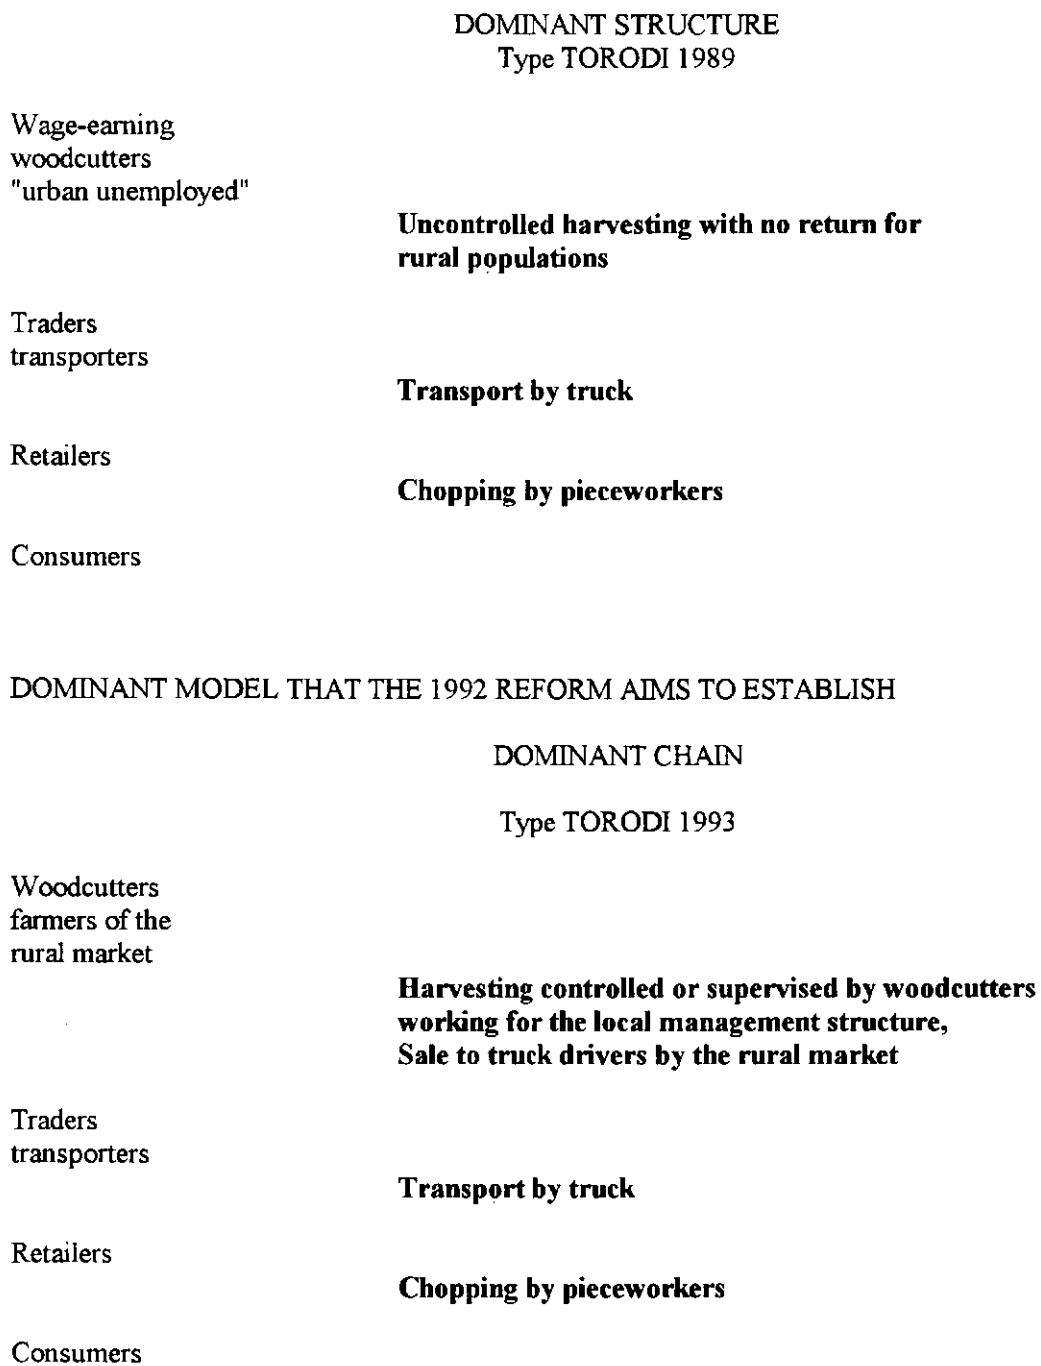 DOMINANT STRUCTURE
Type TORODI 1989
Wage-earning
woodcutters
"urban unemployed"
Uncontrolled harvesting with no return for
rural populations
Traders
transporters
Transport by truck
Retailers
Chopping by pieceworkers
Consumers
DOMINANT MODEL THAT THE 1992 REFORM AIMS TO ESTABLISH
DOMINANT CHAIN
Type TORODI 1993
Woodcutters
farmers of the
rural market
Harvesting controlled or supervised by woodcutters
working for the local management structure,
Sale to truck drivers by the rural market
Traders
transporters
Transport by truck
Retailers
Chopping by pieceworkers
Consumers